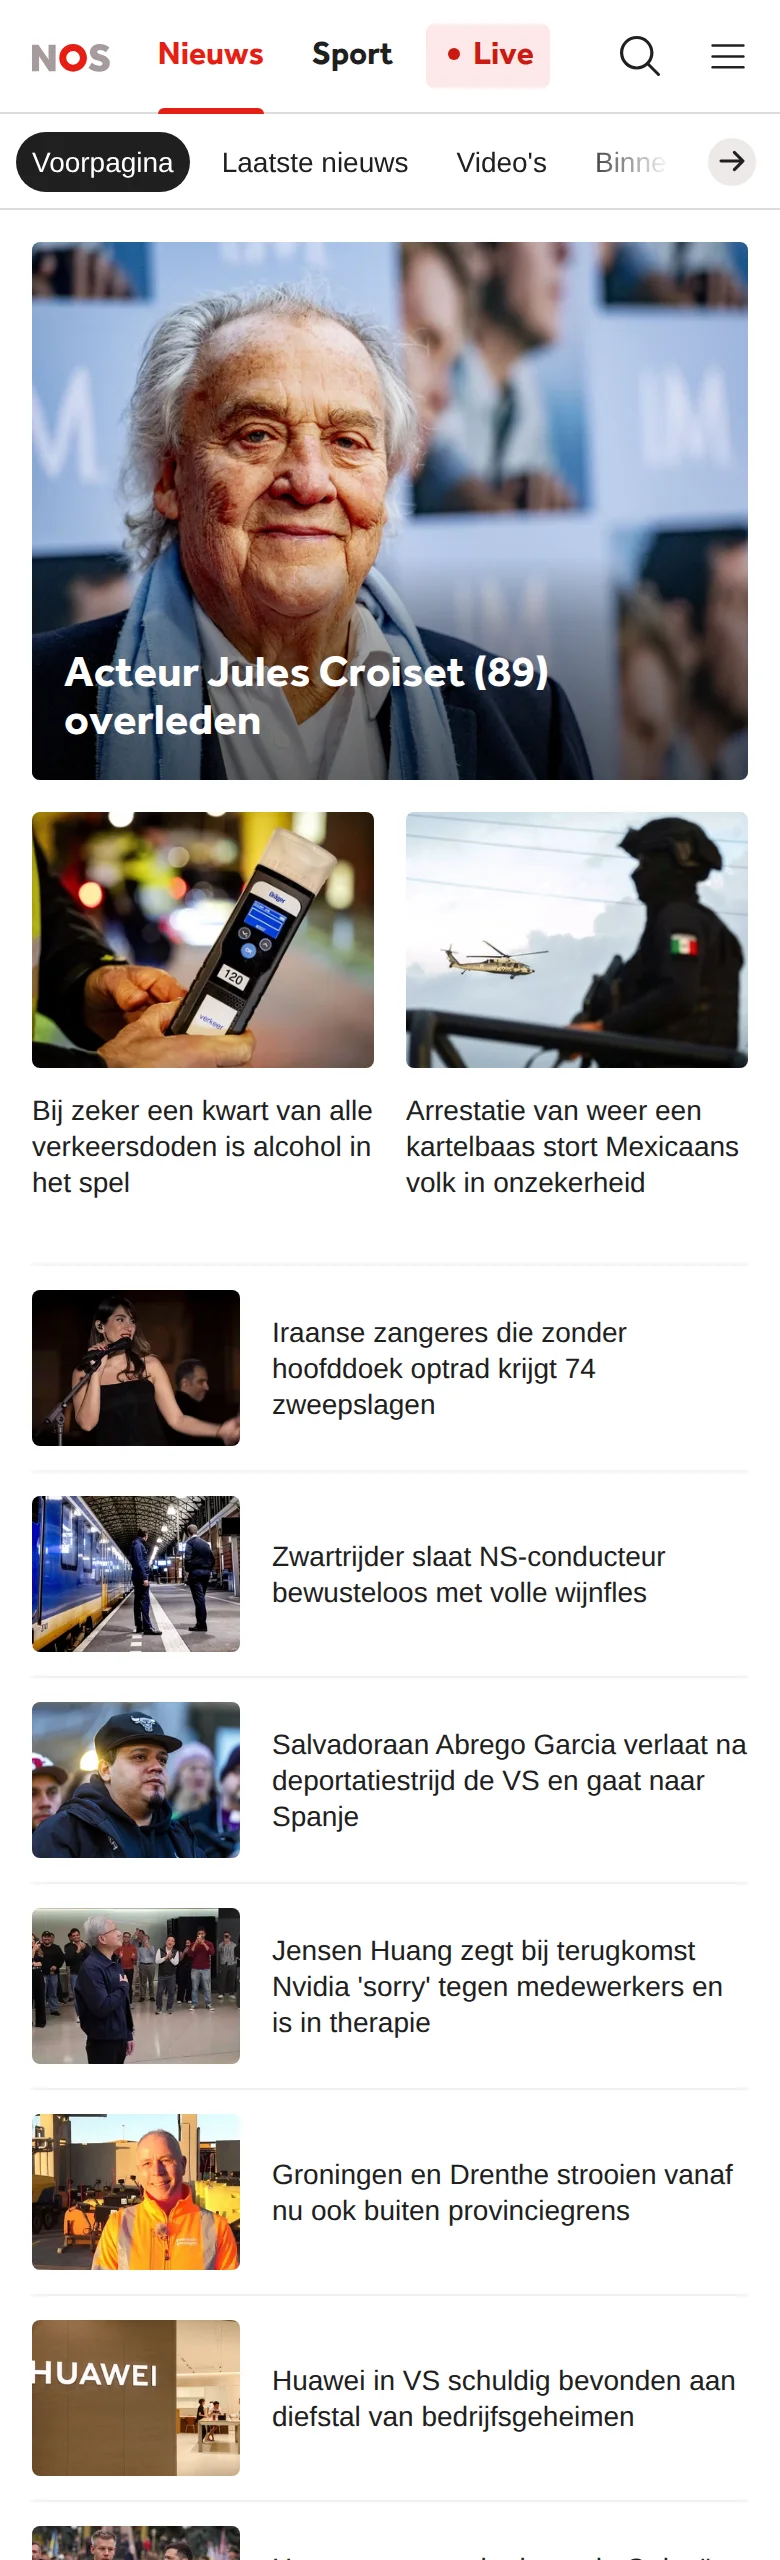 NOS Nieuws Sport Live
Voorpagina Laatste nieuws Video's Binne
Acteur Jules Croiset (89)
overleden
Dräger
120
verkeer
Bij zeker een kwart van alle
verkeersdoden is alcohol in
het spel
Arrestatie van weer een
kartelbaas stort Mexicaans
volk in onzekerheid
Iraanse zangeres die zonder
hoofddoek optrad krijgt 74
zweepslagen
Zwartrijder slaat NS-conducteur
bewusteloos met volle wijnfles
Salvadoraan Abrego Garcia verlaat na
deportatiestrijd de VS en gaat naar
Spanje
Jensen Huang zegt bij terugkomst
Nvidia 'sorry' tegen medewerkers en
is in therapie
Groningen en Drenthe strooien vanaf
nu ook buiten provinciegrens
HUAWEI
Huawei in VS schuldig bevonden aan
diefstal van bedrijfsgeheimen